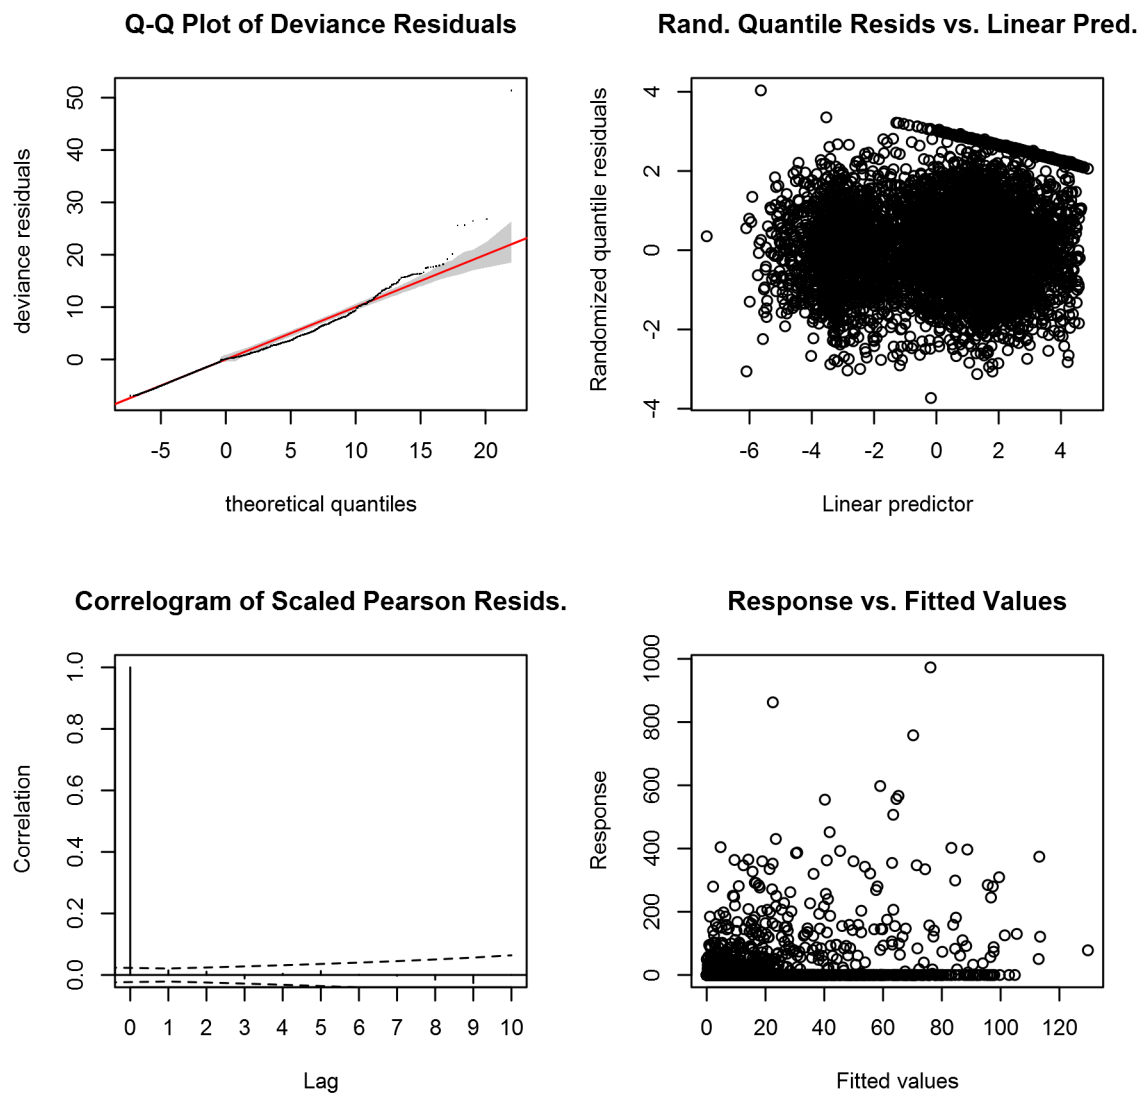 Q-Q Plot of Deviance Residuals
deviance residuals
50
40
30
20
10
0
-5 0 5 10 15 20
theoretical quantiles
Rand. Quantile Resids vs. Linear Pred.
Randomized quantile residuals
4
2
0
-2
-4
-6 -4 -2 0 2 4
Linear predictor
Correlogram of Scaled Pearson Resids.
Correlation
1.0
0.8
0.6
0.4
0.2
0.0
0 1 2 3 4 5 6 7 8 9 10
Lag
Response vs. Fitted Values
Response
1000
800
600
400
200
0
0 20 40 60 80 100 120
Fitted values